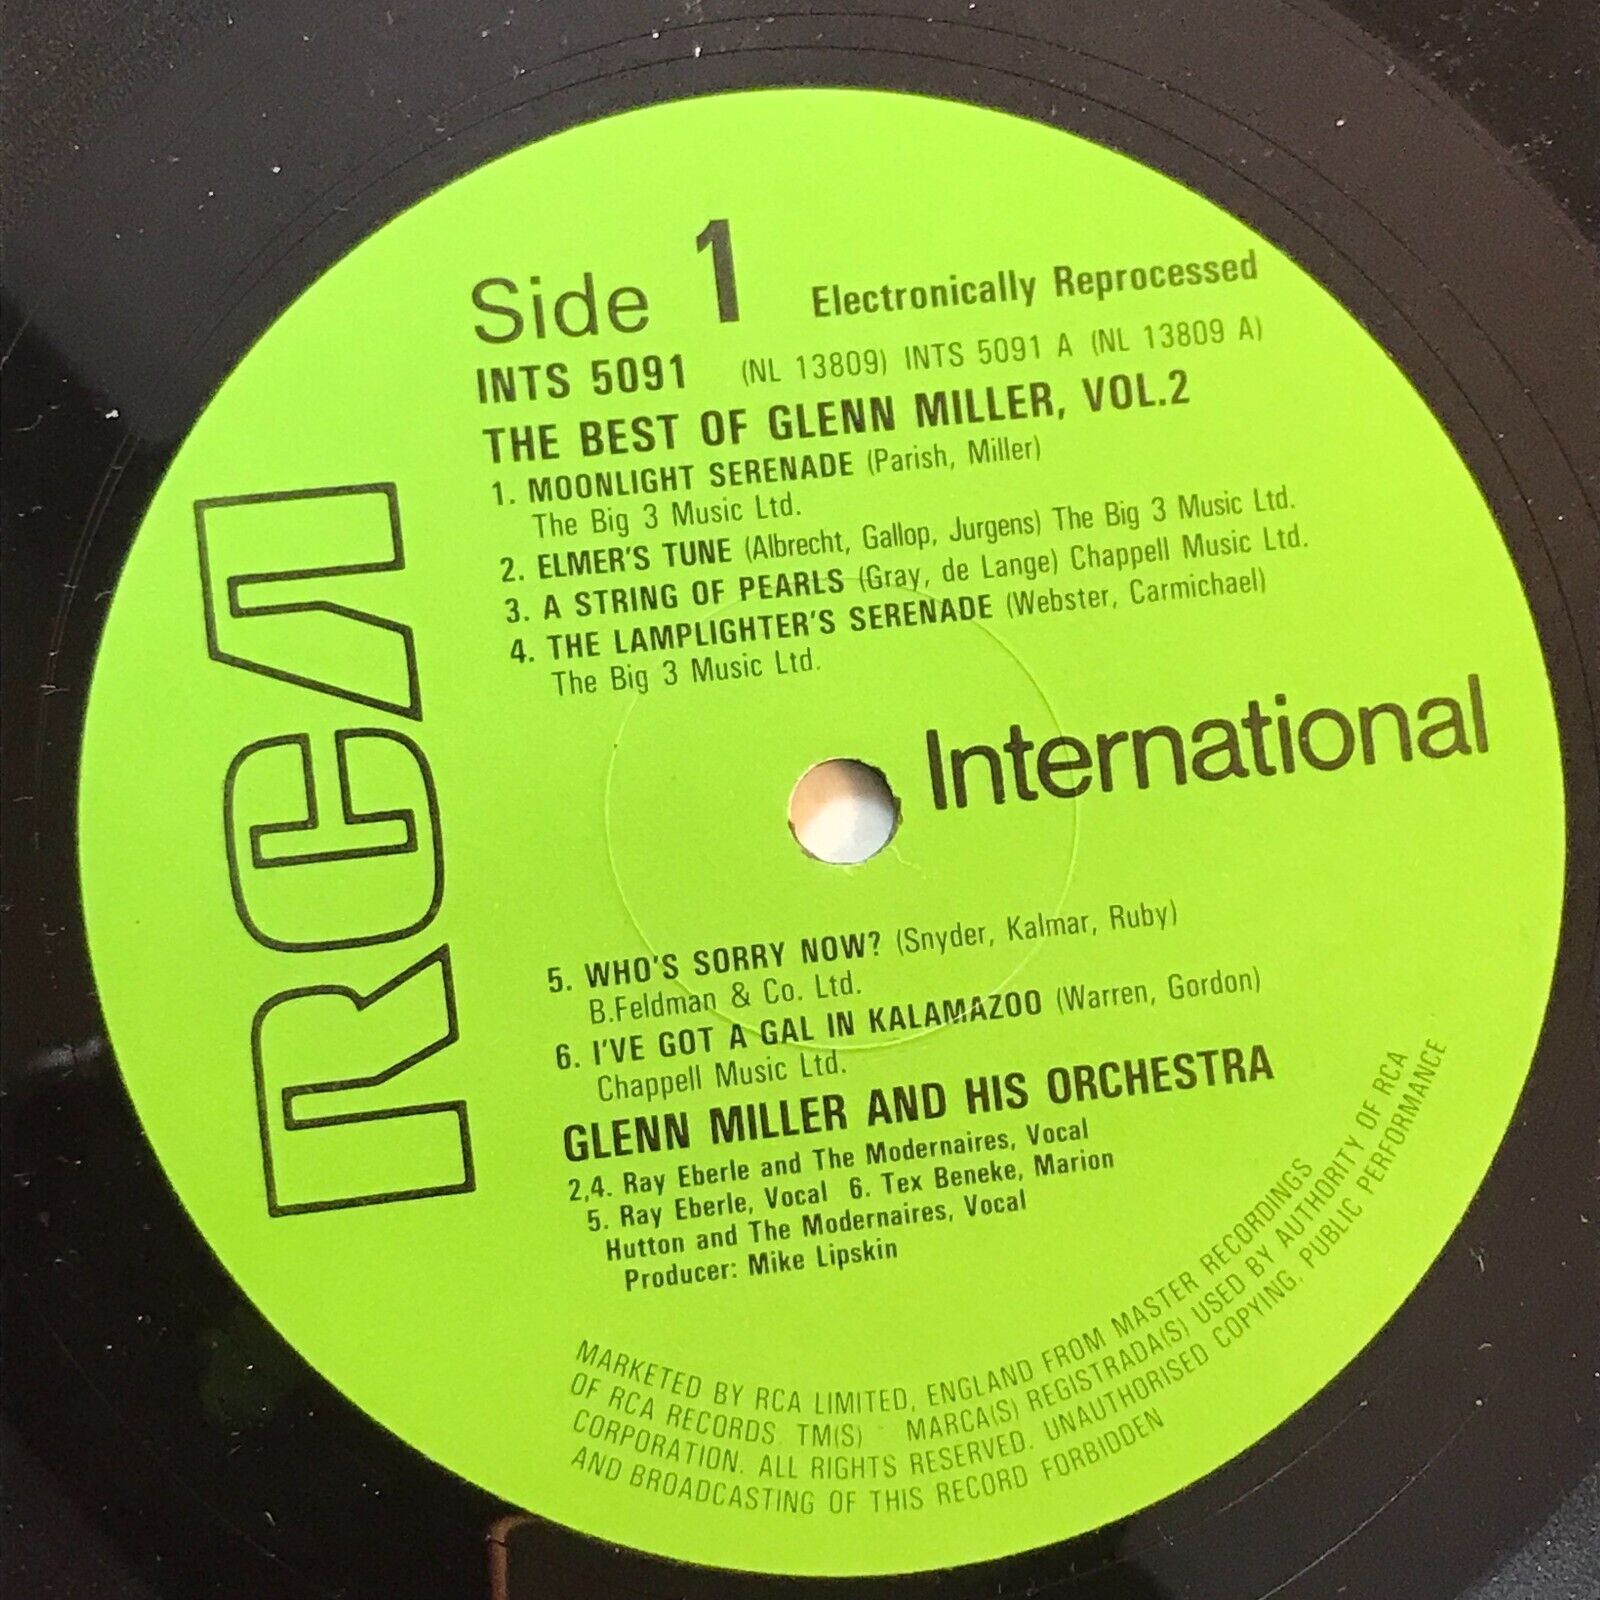 Side 1 Electronically Reprocessed
INTS 5091 (NL 13809) INTS 5091 A (NL 13809 A)
THE BEST OF GLENN MILLER, VOL.2
1. MOONLIGHT SERENADE (Parish, Miller)
The Big 3 Music Ltd.
2. ELMER'S TUNE (Albrecht, Gallop, Jurgens) The Big 3 Music Ltd.
3. A STRING OF PEARLS (Gray, de Lange) Chappell Music Ltd.
4. THE LAMPLIGHTER'S SERENADE (Webster, Carmichael)
The Big 3 Music Ltd.
RCA
International
5. WHO'S SORRY NOW? (Snyder, Kalmar, Ruby)
B.Feldman & Co. Ltd.
6. I'VE GOT A GAL IN KALAMAZOO (Warren, Gordon)
Chappell Music Ltd.
GLENN MILLER AND HIS ORCHESTRA
2,4. Ray Eberle and The Modernaires, Vocal
5. Ray Eberle, Vocal 6. Tex Beneke, Marion
Hutton and The Modernaires, Vocal
Producer: Mike Lipskin
MARKETED BY RCA LIMITED, ENGLAND FROM MASTER RECORDINGS
OF RCA RECORDS. TM(S) MARCA(S) REGISTRADA(S) USED BY AUTHORITY OF RCA
CORPORATION. ALL RIGHTS RESERVED. UNAUTHORISED COPYING, PUBLIC PERFORMANCE
AND BROADCASTING OF THIS RECORD FORBIDDEN